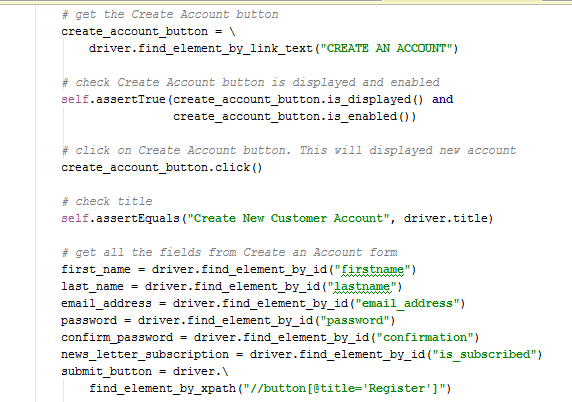 # get the Create Account button
create_account_button = \
driver.find_element_by_link_text("CREATE AN ACCOUNT")
# check Create Account button is displayed and enabled
self.assertTrue(create_account_button.is_displayed() and
create_account_button.is_enabled())
# click on Create Account button. This will displayed new account
create_account_button.click()
# check title
self.assertEquals("Create New Customer Account", driver.title)
# get all the fields from Create an Account form
first_name = driver.find_element_by_id("firstname")
last_name = driver.find_element_by_id("lastname")
email_address = driver.find_element_by_id("email_address")
password = driver.find_element_by_id("password")
confirm_password = driver.find_element_by_id("confirmation")
news_letter_subscription = driver.find_element_by_id("is_subscribed")
submit_button = driver.\
find_element_by_xpath("//button[@title='Register']")